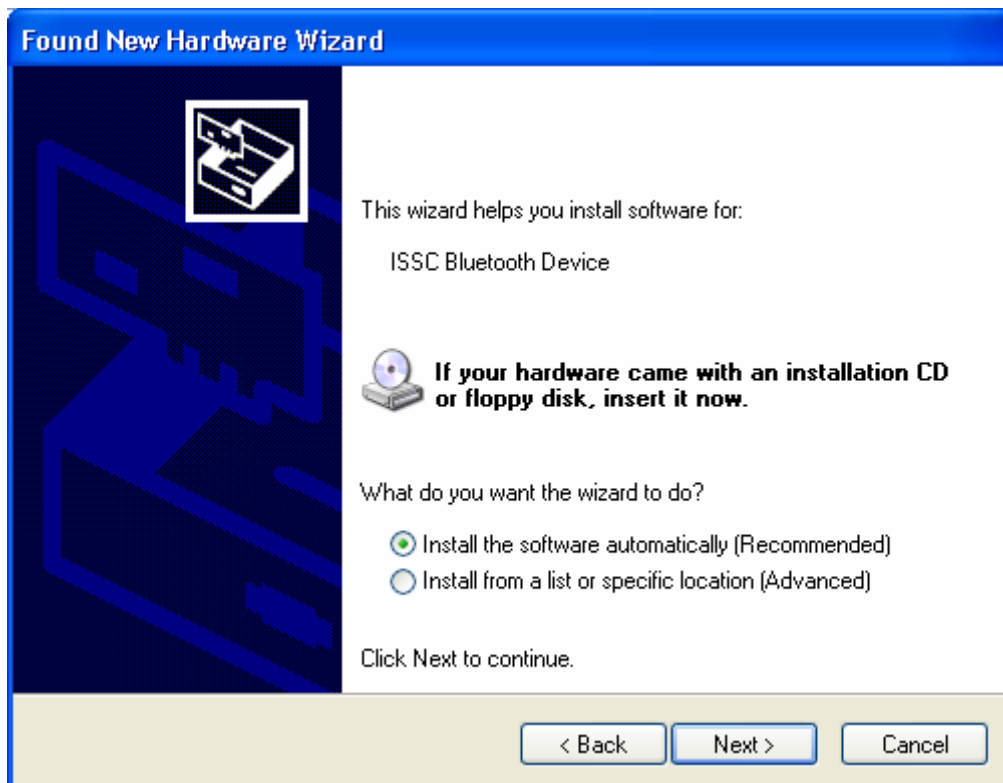 Found New Hardware Wizard
This wizard helps you install software for:
ISSC Bluetooth Device
If your hardware came with an installation CD
or floppy disk, insert it now.
What do you want the wizard to do?
Install the software automatically (Recommended)
Install from a list or specific location (Advanced)
Click Next to continue.
< Back
Next >
Cancel